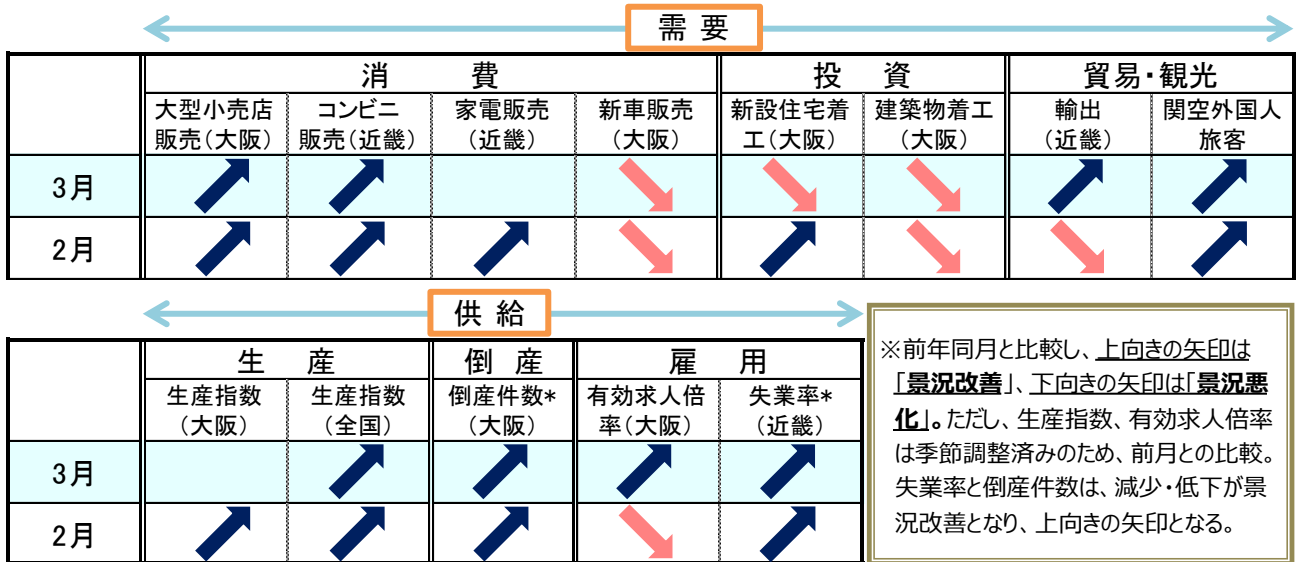 需 要
消 費 投 資 貿易・観光
大型小売店 コンビニ 家電販売 新車販売 新設住宅着 建築物着工 輸出 関空外国人
販売(大阪) 販売(近畿) (近畿) (大阪) 工(大阪) (大阪) (近畿) 旅客
3月
2月
供 給
生 産 倒 産 雇 用
生産指数 生産指数 倒産件数* 有効求人倍 失業率*
(大阪) (全国) (大阪) 率(大阪) (近畿)
3月
2月
※前年同月と比較し、上向きの矢印は
「景況改善」、下向きの矢印は「景況悪
化」。ただし、生産指数、有効求人倍率
は季節調整済みのため、前月との比較。
失業率と倒産件数は、減少・低下が景
況改善となり、上向きの矢印となる。